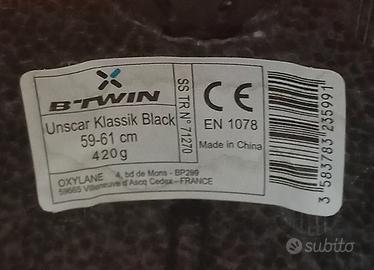 B'TWIN
Unscar Klassik Black
59-61 cm
420g
OXYLANE 4, bd de Mons - BP299
59665 Villeneuve d'Ascq Cedex - FRANCE
SS TR N° 71270
CE
EN 1078
Made in China
3 583783 235991
subito